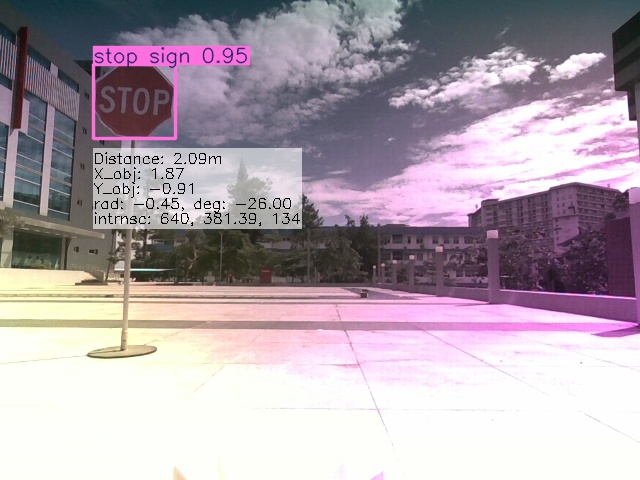 stop sign 0.95
STOP
Distance: 2.09m
X_obj: 1.87
Y_obj: -0.91
rad: -0.45, deg: -26.00
intrnsc: 640, 381.39, 134